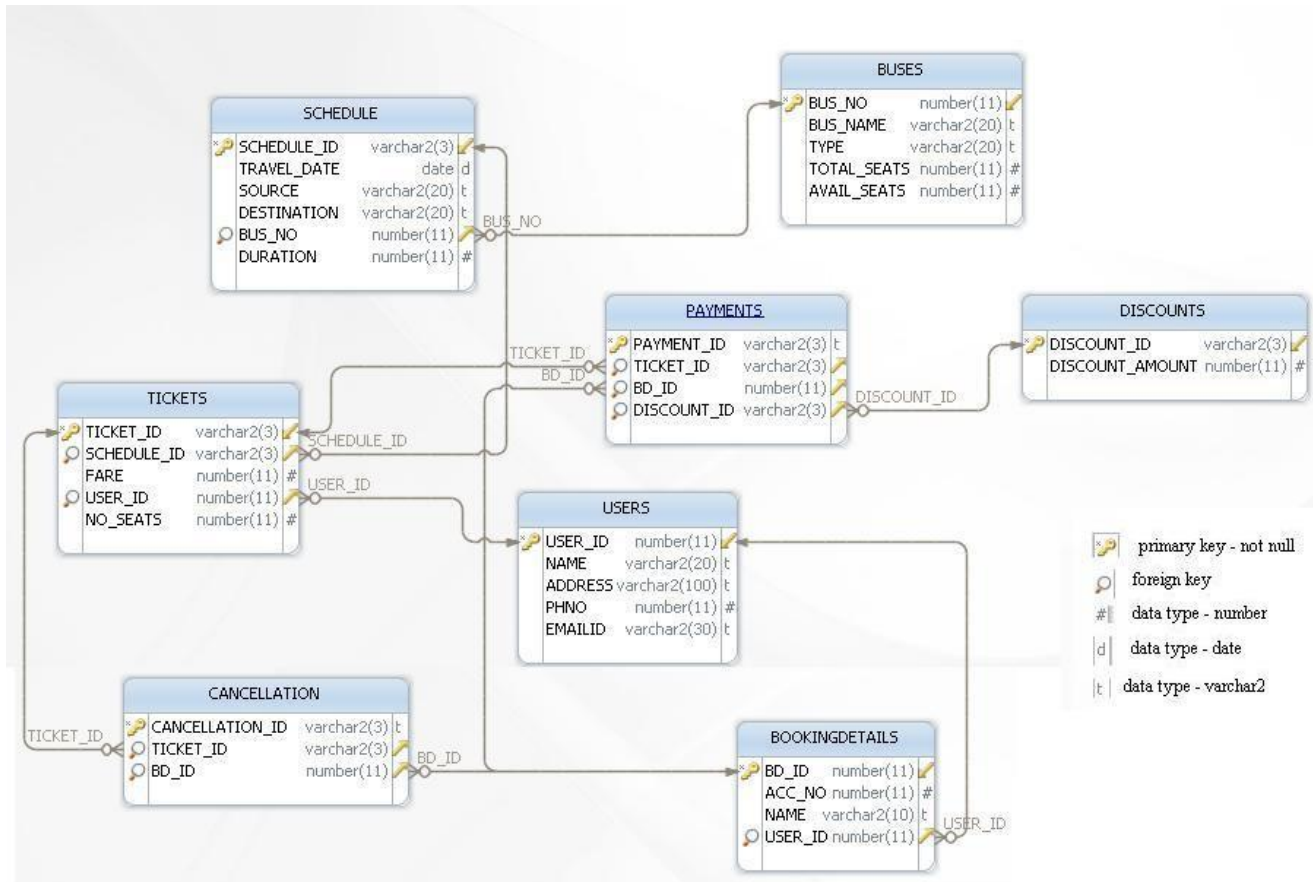 BUSES
BUS_NO number(11)
BUS_NAME varchar2(20) t
TYPE varchar2(20) t
TOTAL_SEATS number(11) #
AVAIL_SEATS number(11) #
SCHEDULE
SCHEDULE_ID varchar2(3)
TRAVEL_DATE date d
SOURCE varchar2(20) t
DESTINATION varchar2(20) t
BUS_NO number(11)
DURATION number(11) #
BUS_NO
PAYMENTS
PAYMENT_ID varchar2(3) t
TICKET_ID varchar2(3)
BD_ID number(11)
DISCOUNT_ID varchar2(3)
TICKET_ID
BD_ID
DISCOUNT_ID
DISCOUNTS
DISCOUNT_ID varchar2(3)
DISCOUNT_AMOUNT number(11) #
TICKETS
TICKET_ID varchar2(3)
SCHEDULE_ID varchar2(3)
FARE number(11) #
USER_ID number(11)
NO_SEATS number(11) #
SCHEDULE_ID
USER_ID
USERS
USER_ID number(11)
NAME varchar2(20) t
ADDRESS varchar2(100) t
PHNO number(11) #
EMAILID varchar2(30) t
primary key - not null
foreign key
# data type - number
d data type - date
t data type - varchar2
CANCELLATION
CANCELLATION_ID varchar2(3) t
TICKET_ID varchar2(3)
BD_ID number(11)
TICKET_ID
BD_ID
BOOKINGDETAILS
BD_ID number(11)
ACC_NO number(11) #
NAME varchar2(10) t
USER_ID number(11)
USER_ID